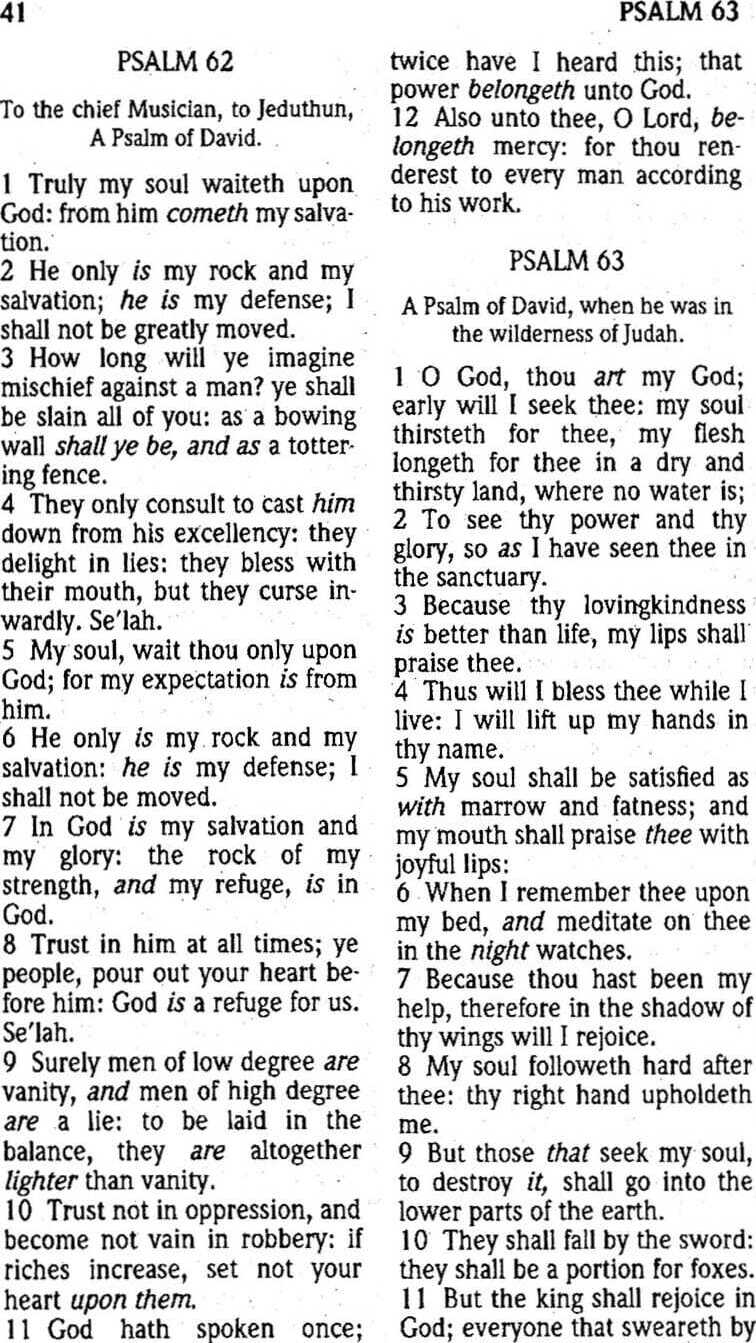 41
PSALM 63
PSALM 62
To the chief Musician, to Jeduthun,
A Psalm of David.
1 Truly my soul waiteth upon
God: from him cometh my salva-
tion.
2 He only is my rock and my
salvation; he is my defense; I
shall not be greatly moved.
3 How long will ye imagine
mischief against a man? ye shall
be slain all of you: as a bowing
wall shall ye be, and as a totter-
ing fence.
4 They only consult to cast him
down from his excellency: they
delight in lies: they bless with
their mouth, but they curse in-
wardly. Se'lah.
5 My soul, wait thou only upon
God; for my expectation is from
him.
6 He only is my rock and my
salvation: he is my defense; I
shall not be moved.
7 In God is my salvation and
my glory: the rock of my
strength, and my refuge, is in
God.
8 Trust in him at all times; ye
people, pour out your heart be-
fore him: God is a refuge for us.
Se'lah.
9 Surely men of low degree are
vanity, and men of high degree
are a lie: to be laid in the
balance, they are altogether
lighter than vanity.
10 Trust not in oppression, and
become not vain in robbery: if
riches increase, set not your
heart upon them.
11 God hath spoken once;
twice have I heard this; that
power belongeth unto God.
12 Also unto thee, O Lord, be-
longeth mercy: for thou ren-
derest to every man according
to his work.
PSALM 63
A Psalm of David, when he was in
the wilderness of Judah.
1 O God, thou art my God;
early will I seek thee: my soul
thirsteth for thee, my flesh
longeth for thee in a dry and
thirsty land, where no water is;
2 To see thy power and thy
glory, so as I have seen thee in
the sanctuary.
3 Because thy lovingkindness
is better than life, my lips shall
praise thee.
4 Thus will I bless thee while I
live: I will lift up my hands in
thy name.
5 My soul shall be satisfied as
with marrow and fatness; and
my mouth shall praise thee with
joyful lips:
6 When I remember thee upon
my bed, and meditate on thee
in the night watches.
7 Because thou hast been my
help, therefore in the shadow of
thy wings will I rejoice.
8 My soul followeth hard after
thee: thy right hand upholdeth
me.
9 But those that seek my soul,
to destroy it, shall go into the
lower parts of the earth.
10 They shall fall by the sword:
they shall be a portion for foxes.
11 But the king shall rejoice in
God; everyone that sweareth by